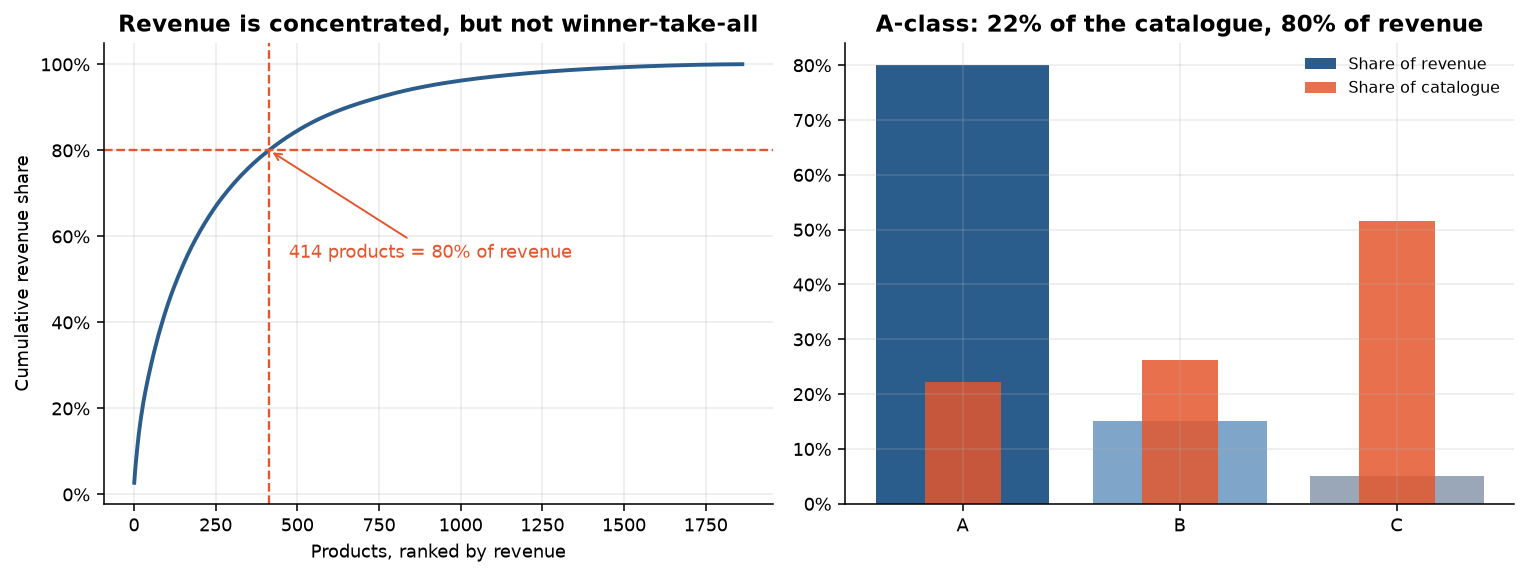 Revenue is concentrated, but not winner-take-all
100%
80%
60%
40%
20%
0%
Cumulative revenue share
414 products = 80% of revenue
0 250 500 750 1000 1250 1500 1750
Products, ranked by revenue
A-class: 22% of the catalogue, 80% of revenue
80%
70%
60%
50%
40%
30%
20%
10%
0%
Share of revenue
Share of catalogue
A B C